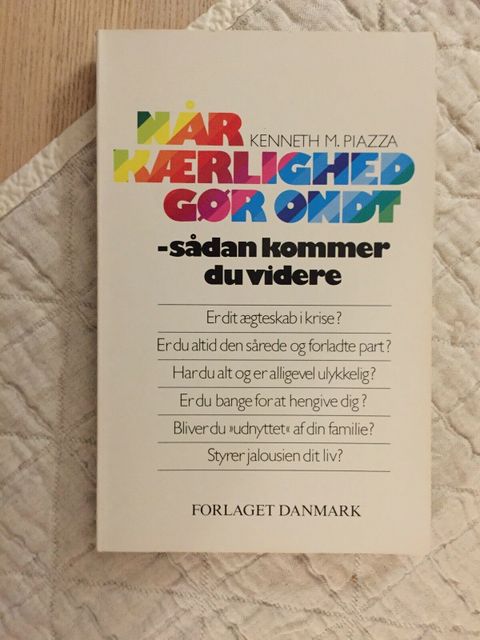 NÅR
KENNETH M. PIAZZA
KÆRLIGHED
GØR ONDT
-sådan kommer
du videre
Er dit ægteskab i krise?
Er du altid den sårede og forladte part?
Har du alt og er alligevel ulykkelig?
Er du bange for at hengive dig?
Bliver du »udnyttet« af din familie?
Styrer jalousien dit liv?
FORLAGET DANMARK